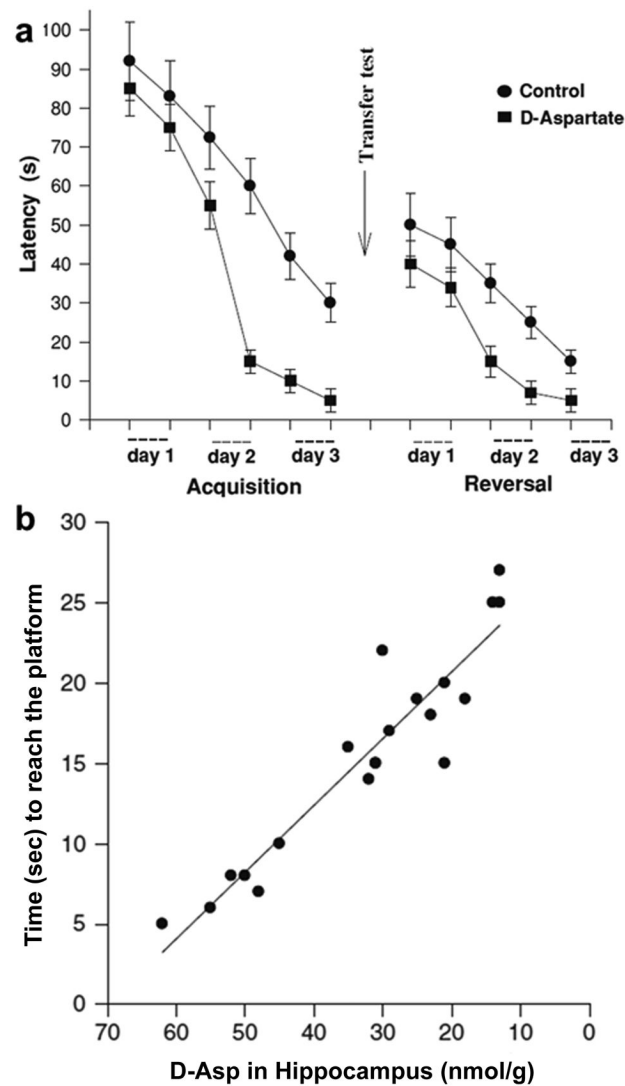 a
100
90
80
70
60
50
40
30
20
10
0
Latency (s)
Transfer test
Control
D-Aspartate
day 1 day 2 day 3 day 1 day 2 day 3
Acquisition Reversal
b
30
25
20
15
10
5
0
Time (sec) to reach the platform
70 60 50 40 30 20 10 0
D-Asp in Hippocampus (nmol/g)